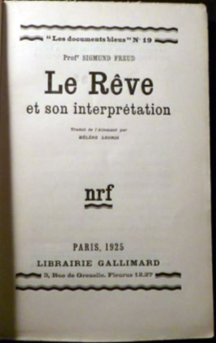 "Les documents bleus" N° 19
Profʳ SIGMUND FREUD
Le Rêve
et son interprétation
Traduit de l'Allemand par
HÉLÈNE LEGROS
nrf
PARIS, 1925
LIBRAIRIE GALLIMARD
3, Rue de Grenelle. Fleurus 12.27